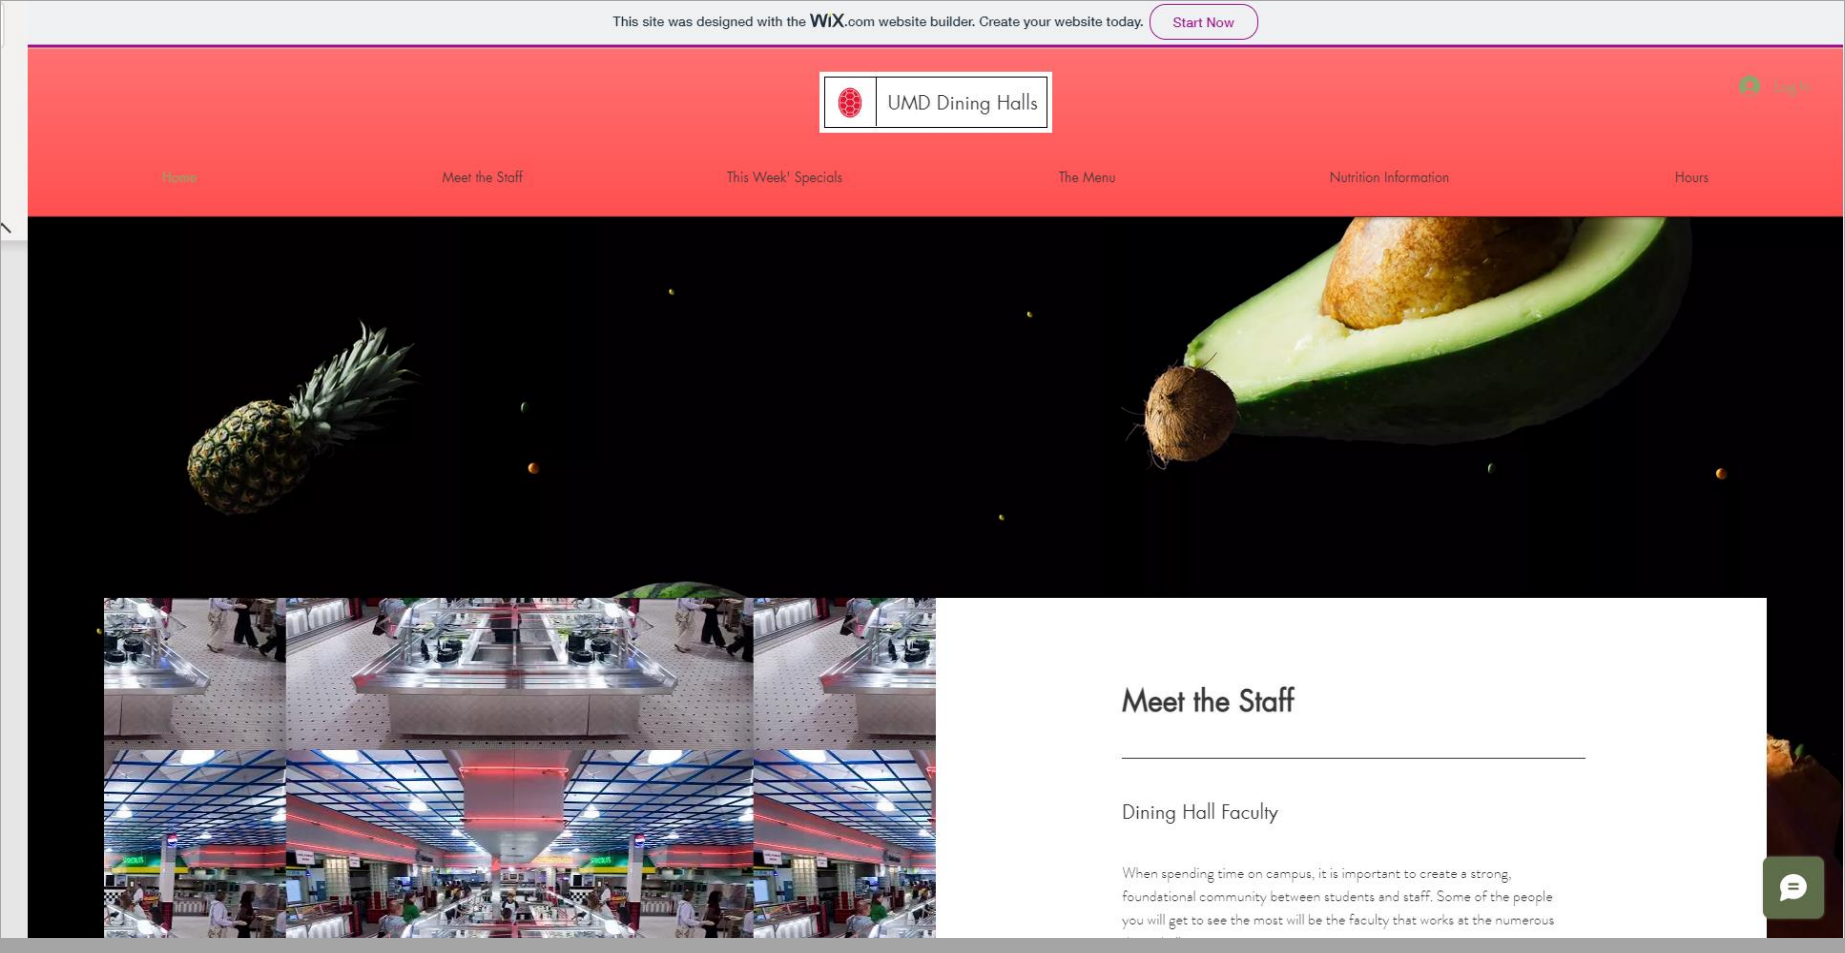 This site was designed with the WiX.com website builder. Create your website today. Start Now
UMD Dining Halls
Log In
Home Meet the Staff This Week' Specials The Menu Nutrition Information Hours
Meet the Staff
Dining Hall Faculty
When spending time on campus, it is important to create a strong,
foundational community between students and staff. Some of the people
you will get to see the most will be the faculty that works at the numerous